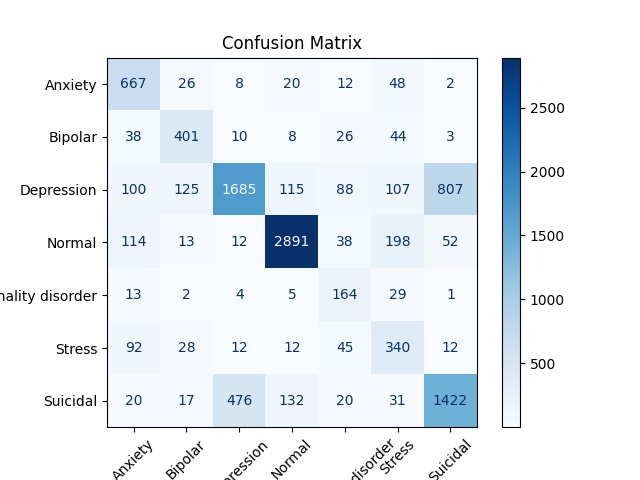 Confusion Matrix
Anxiety 667 26 8 20 12 48 2
Bipolar 38 401 10 8 26 44 3
Depression 100 125 1685 115 88 107 807
Normal 114 13 12 2891 38 198 52
nality disorder 13 2 4 5 164 29 1
Stress 92 28 12 12 45 340 12
Suicidal 20 17 476 132 20 31 1422
Anxiety
Bipolar
ression
Normal
disorder
Stress
Suicidal
2500
2000
1500
1000
500